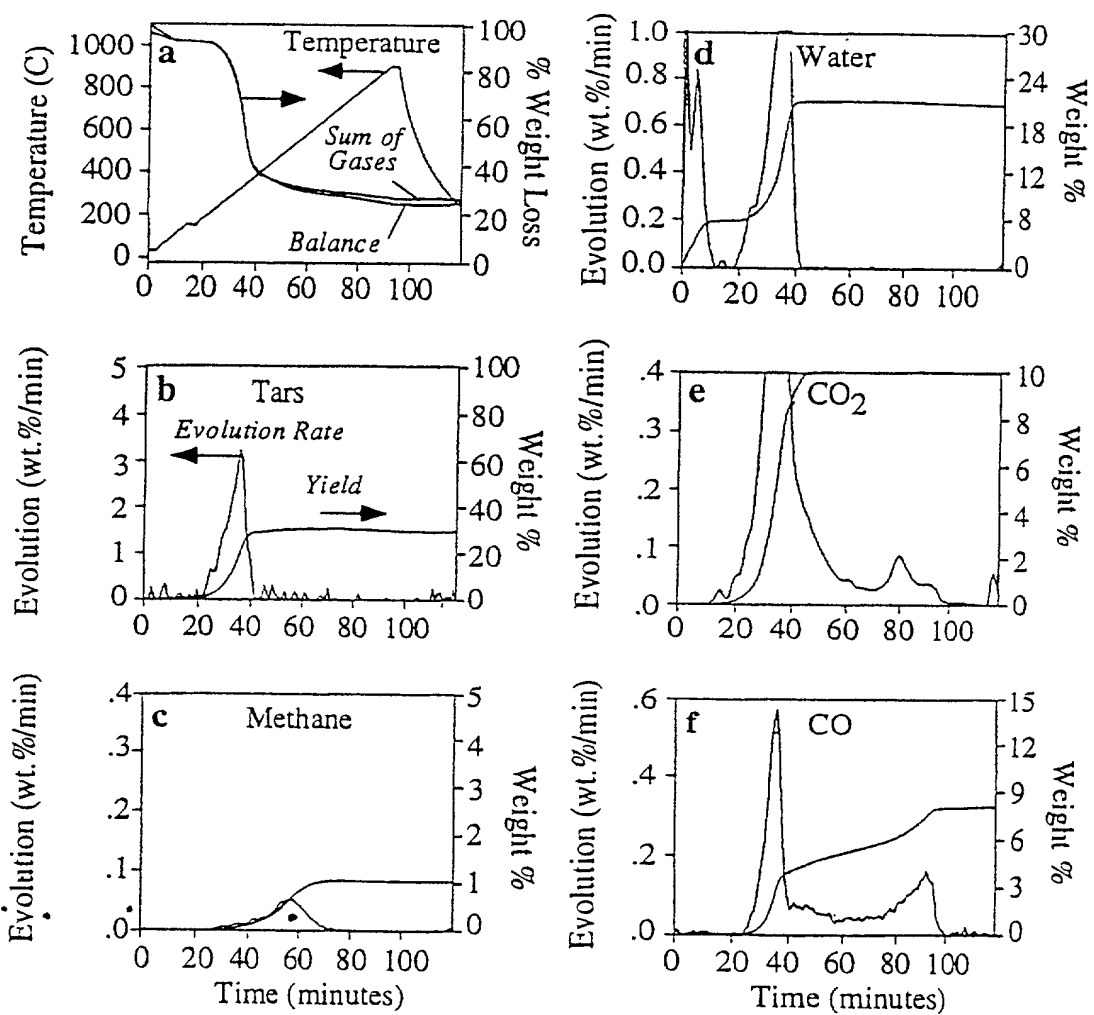 a
Temperature
Sum of
Gases
Balance
Temperature (C)
1000
800
600
400
200
0
100
80
60
40
20
0
% Weight Loss
0 20 40 60 80 100
d
Water
Evolution (wt.%/min)
1.0
0.8
0.6
0.4
0.2
0.0
30
24
21
18
12
8
0
Weight %
0 20 40 60 80 100
b
Tars
Evolution Rate
Yield
Evolution (wt.%/min)
5
4
3
2
1
0
100
80
60
40
20
0
Weight %
0 20 40 60 80 100
e
CO2
Evolution (wt.%/min)
.4
.3
.2
.1
.0
10
8
6
4
2
0
Weight %
0 20 40 60 80 100
c
Methane
Evolution (wt.%/min)
.4
.3
.2
.1
.0
5
4
3
2
1
0
Weight %
0 20 40 60 80 100
Time (minutes)
f
CO
Evolution (wt.%/min)
.6
.4
.2
.0
15
12
9
6
3
0
Weight %
0 20 40 60 80 100
Time (minutes)